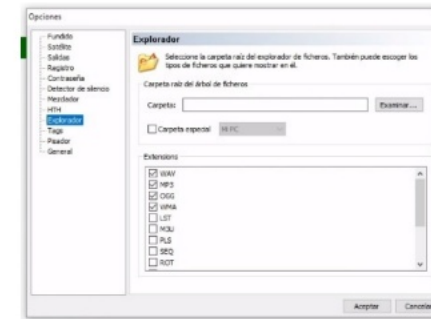 Opciones
Fundido
Satélite
Salidas
Registro
Contraseña
Detector de silencio
Mezclador
HTH
Explorador
Tags
Pisador
General
Explorador
Seleccione la carpeta raíz del explorador de ficheros. También puede escoger los
tipos de ficheros que quiere mostrar en él.
Carpeta raíz del árbol de ficheros
Carpeta:
Examinar...
Carpeta especial
Mi PC
Extensions
WAV
MP3
OGG
WMA
LST
M3U
PLS
SEQ
ROT
Aceptar
Cancelar